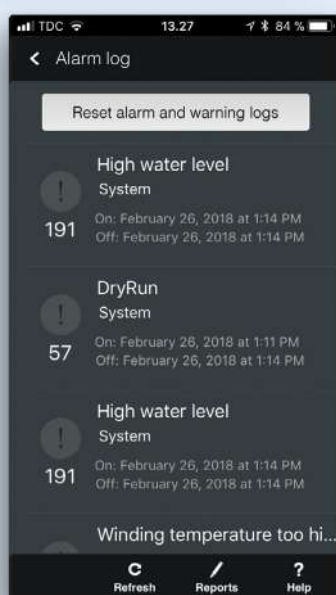 TDC 13.27 84 %
Alarm log
Reset alarm and warning logs
High water level
System
191
On: February 26, 2018 at 1:14 PM
Off: February 26, 2018 at 1:14 PM
DryRun
System
57
On: February 26, 2018 at 1:11 PM
Off: February 26, 2018 at 1:14 PM
High water level
System
191
On: February 26, 2018 at 1:14 PM
Off: February 26, 2018 at 1:14 PM
Winding temperature too hi...
Refresh Reports Help